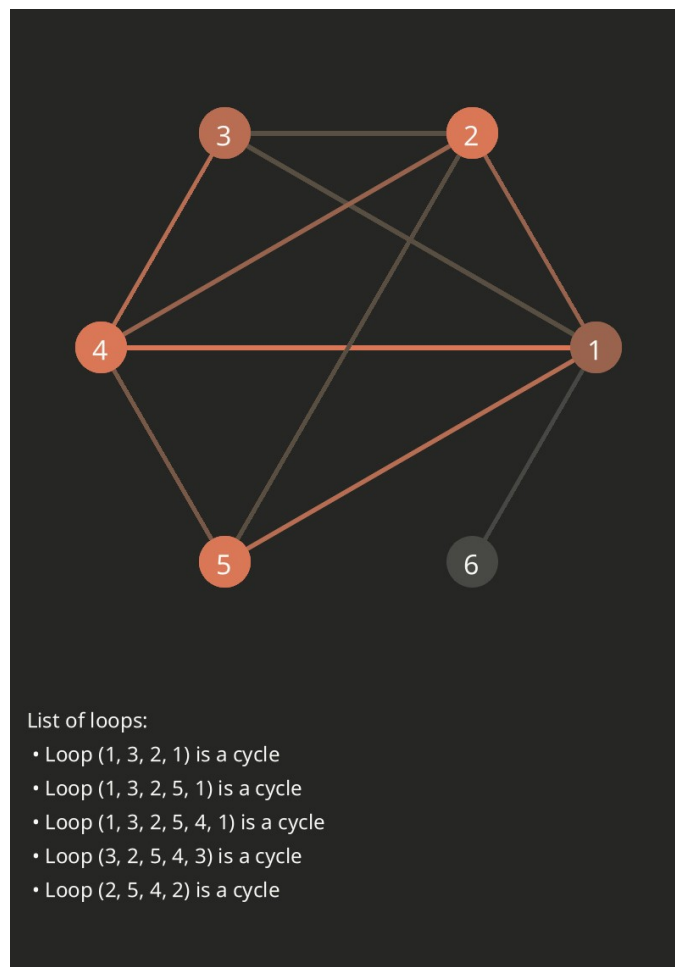 3 2
4 1
5 6
List of loops:
• Loop (1, 3, 2, 1) is a cycle
• Loop (1, 3, 2, 5, 1) is a cycle
• Loop (1, 3, 2, 5, 4, 1) is a cycle
• Loop (3, 2, 5, 4, 3) is a cycle
• Loop (2, 5, 4, 2) is a cycle